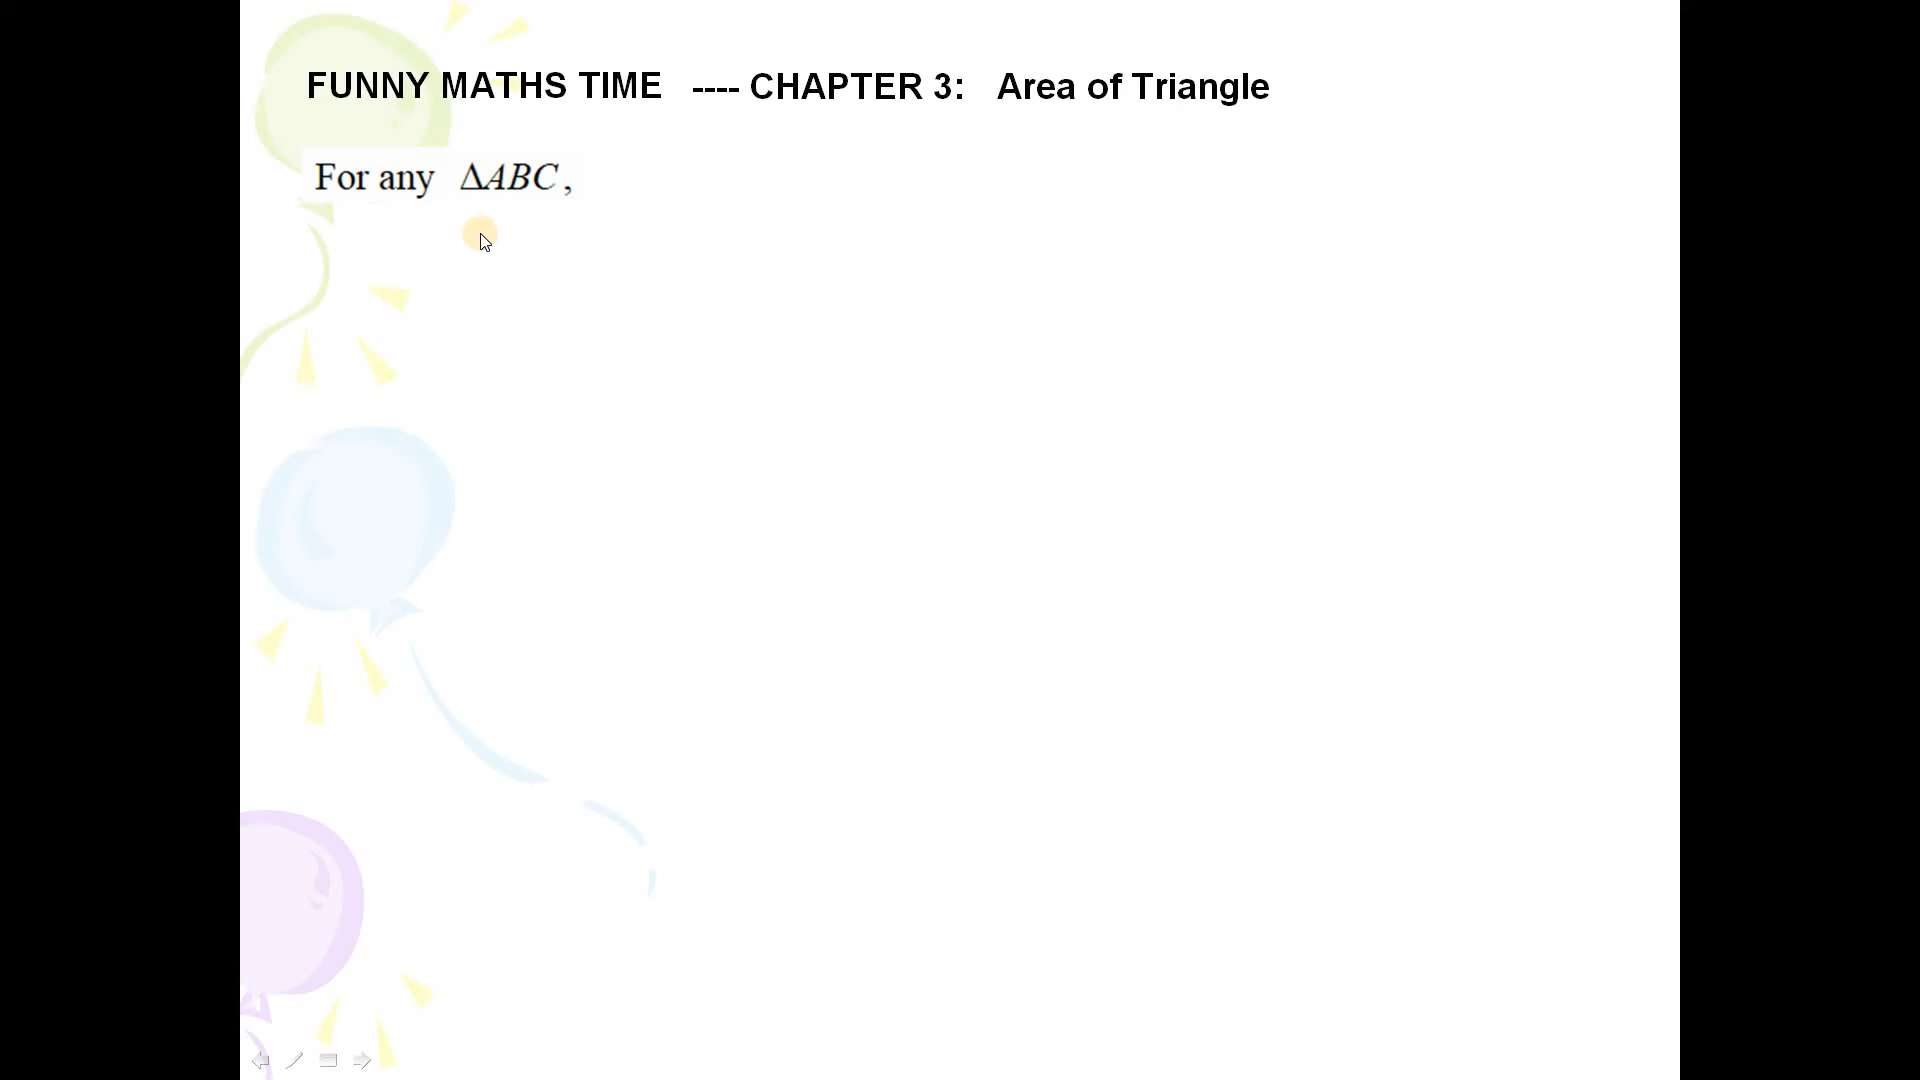 FUNNY MATHS TIME ---- CHAPTER 3: Area of Triangle
For any ΔABC,